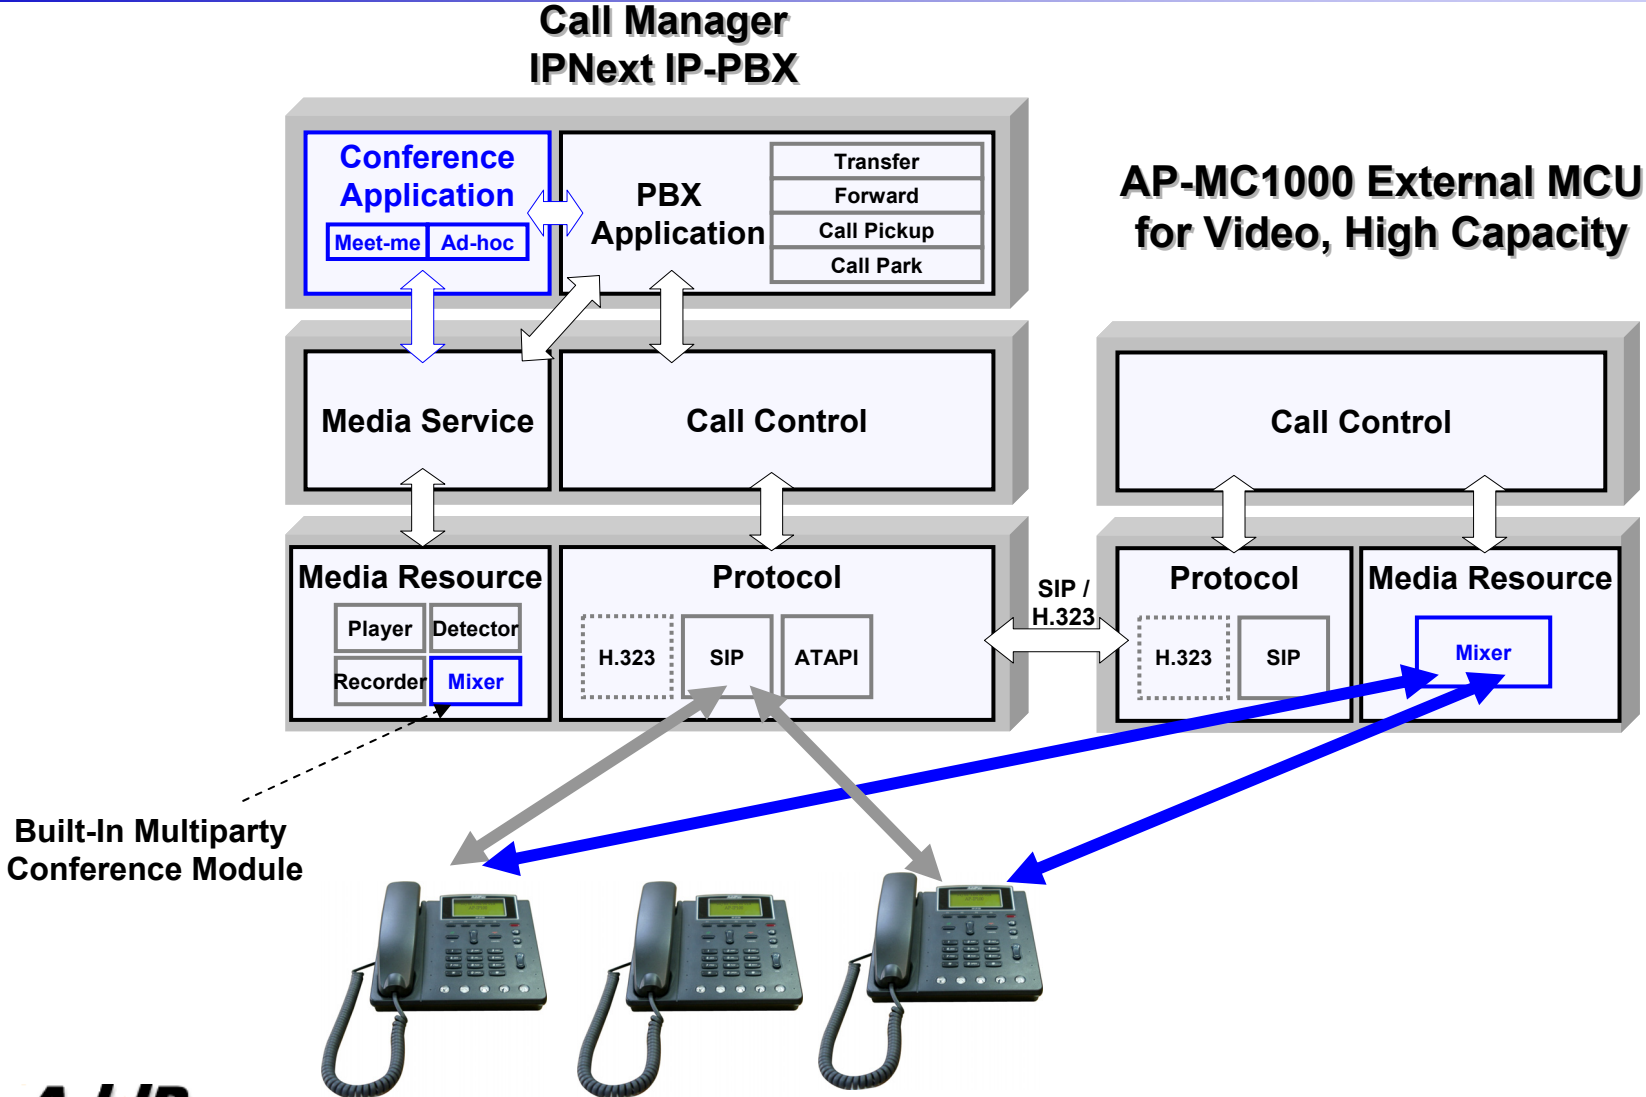 Call Manager
IPNext IP-PBX
Conference
Application
Meet-me
Ad-hoc
PBX
Application
Transfer
Forward
Call Pickup
Call Park
AP-MC1000 External MCU
for Video, High Capacity
Media Service
Call Control
Call Control
Media Resource
Player
Detector
Recorder
Mixer
Protocol
H.323
SIP
ATAPI
SIP /
H.323
Protocol
H.323
SIP
Media Resource
Mixer
Built-In Multiparty
Conference Module